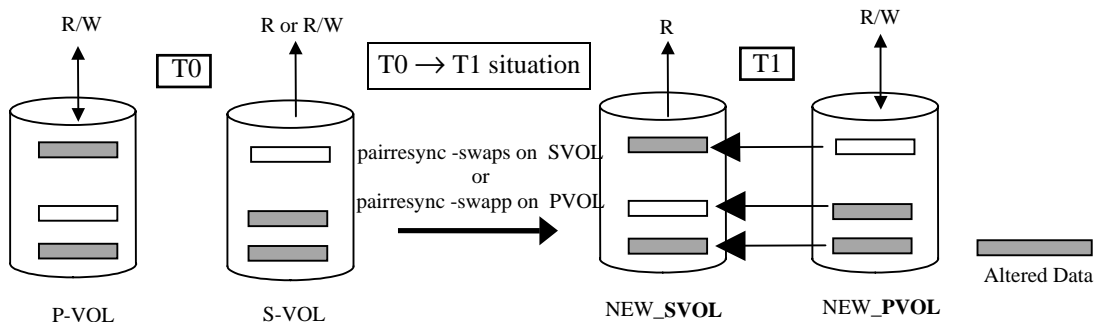 R/W
R or R/W
R
R/W
T0
T0 → T1 situation
T1
pairresync -swaps on SVOL
or
pairresync -swapp on PVOL
Altered Data
P-VOL
S-VOL
NEW_SVOL
NEW_PVOL